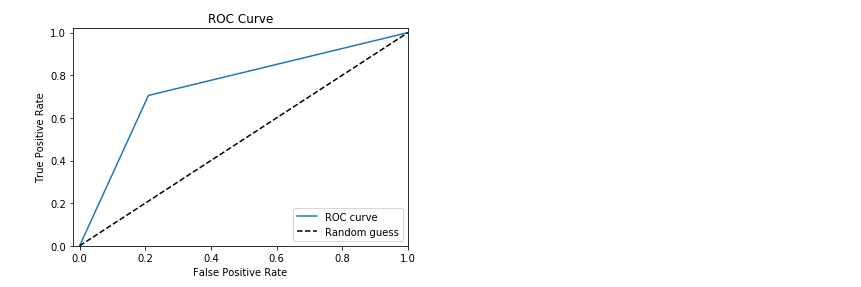 ROC Curve
1.0
0.8
0.6
0.4
0.2
0.0
True Positive Rate
ROC curve
Random guess
0.0 0.2 0.4 0.6 0.8 1.0
False Positive Rate